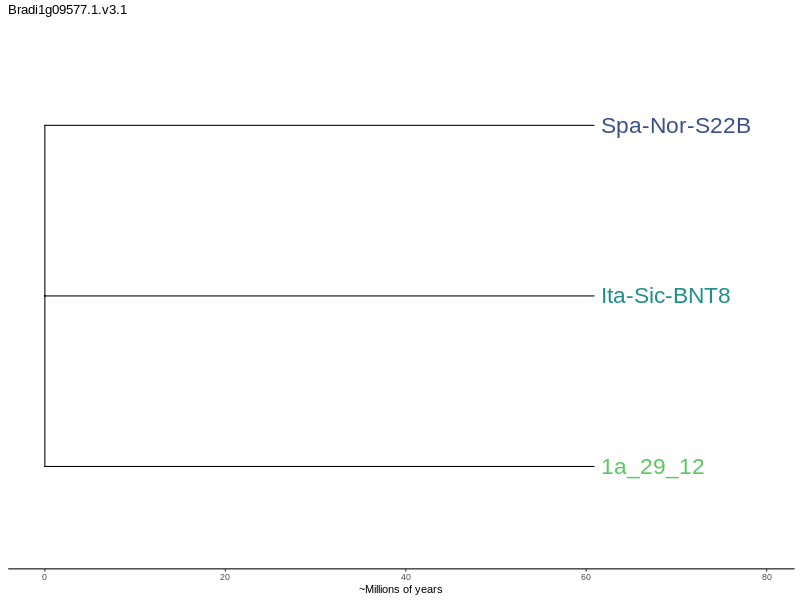 Bradi1g09577.1.v3.1
Spa-Nor-S22B
Ita-Sic-BNT8
1a_29_12
0 20 40 60 80
~Millions of years